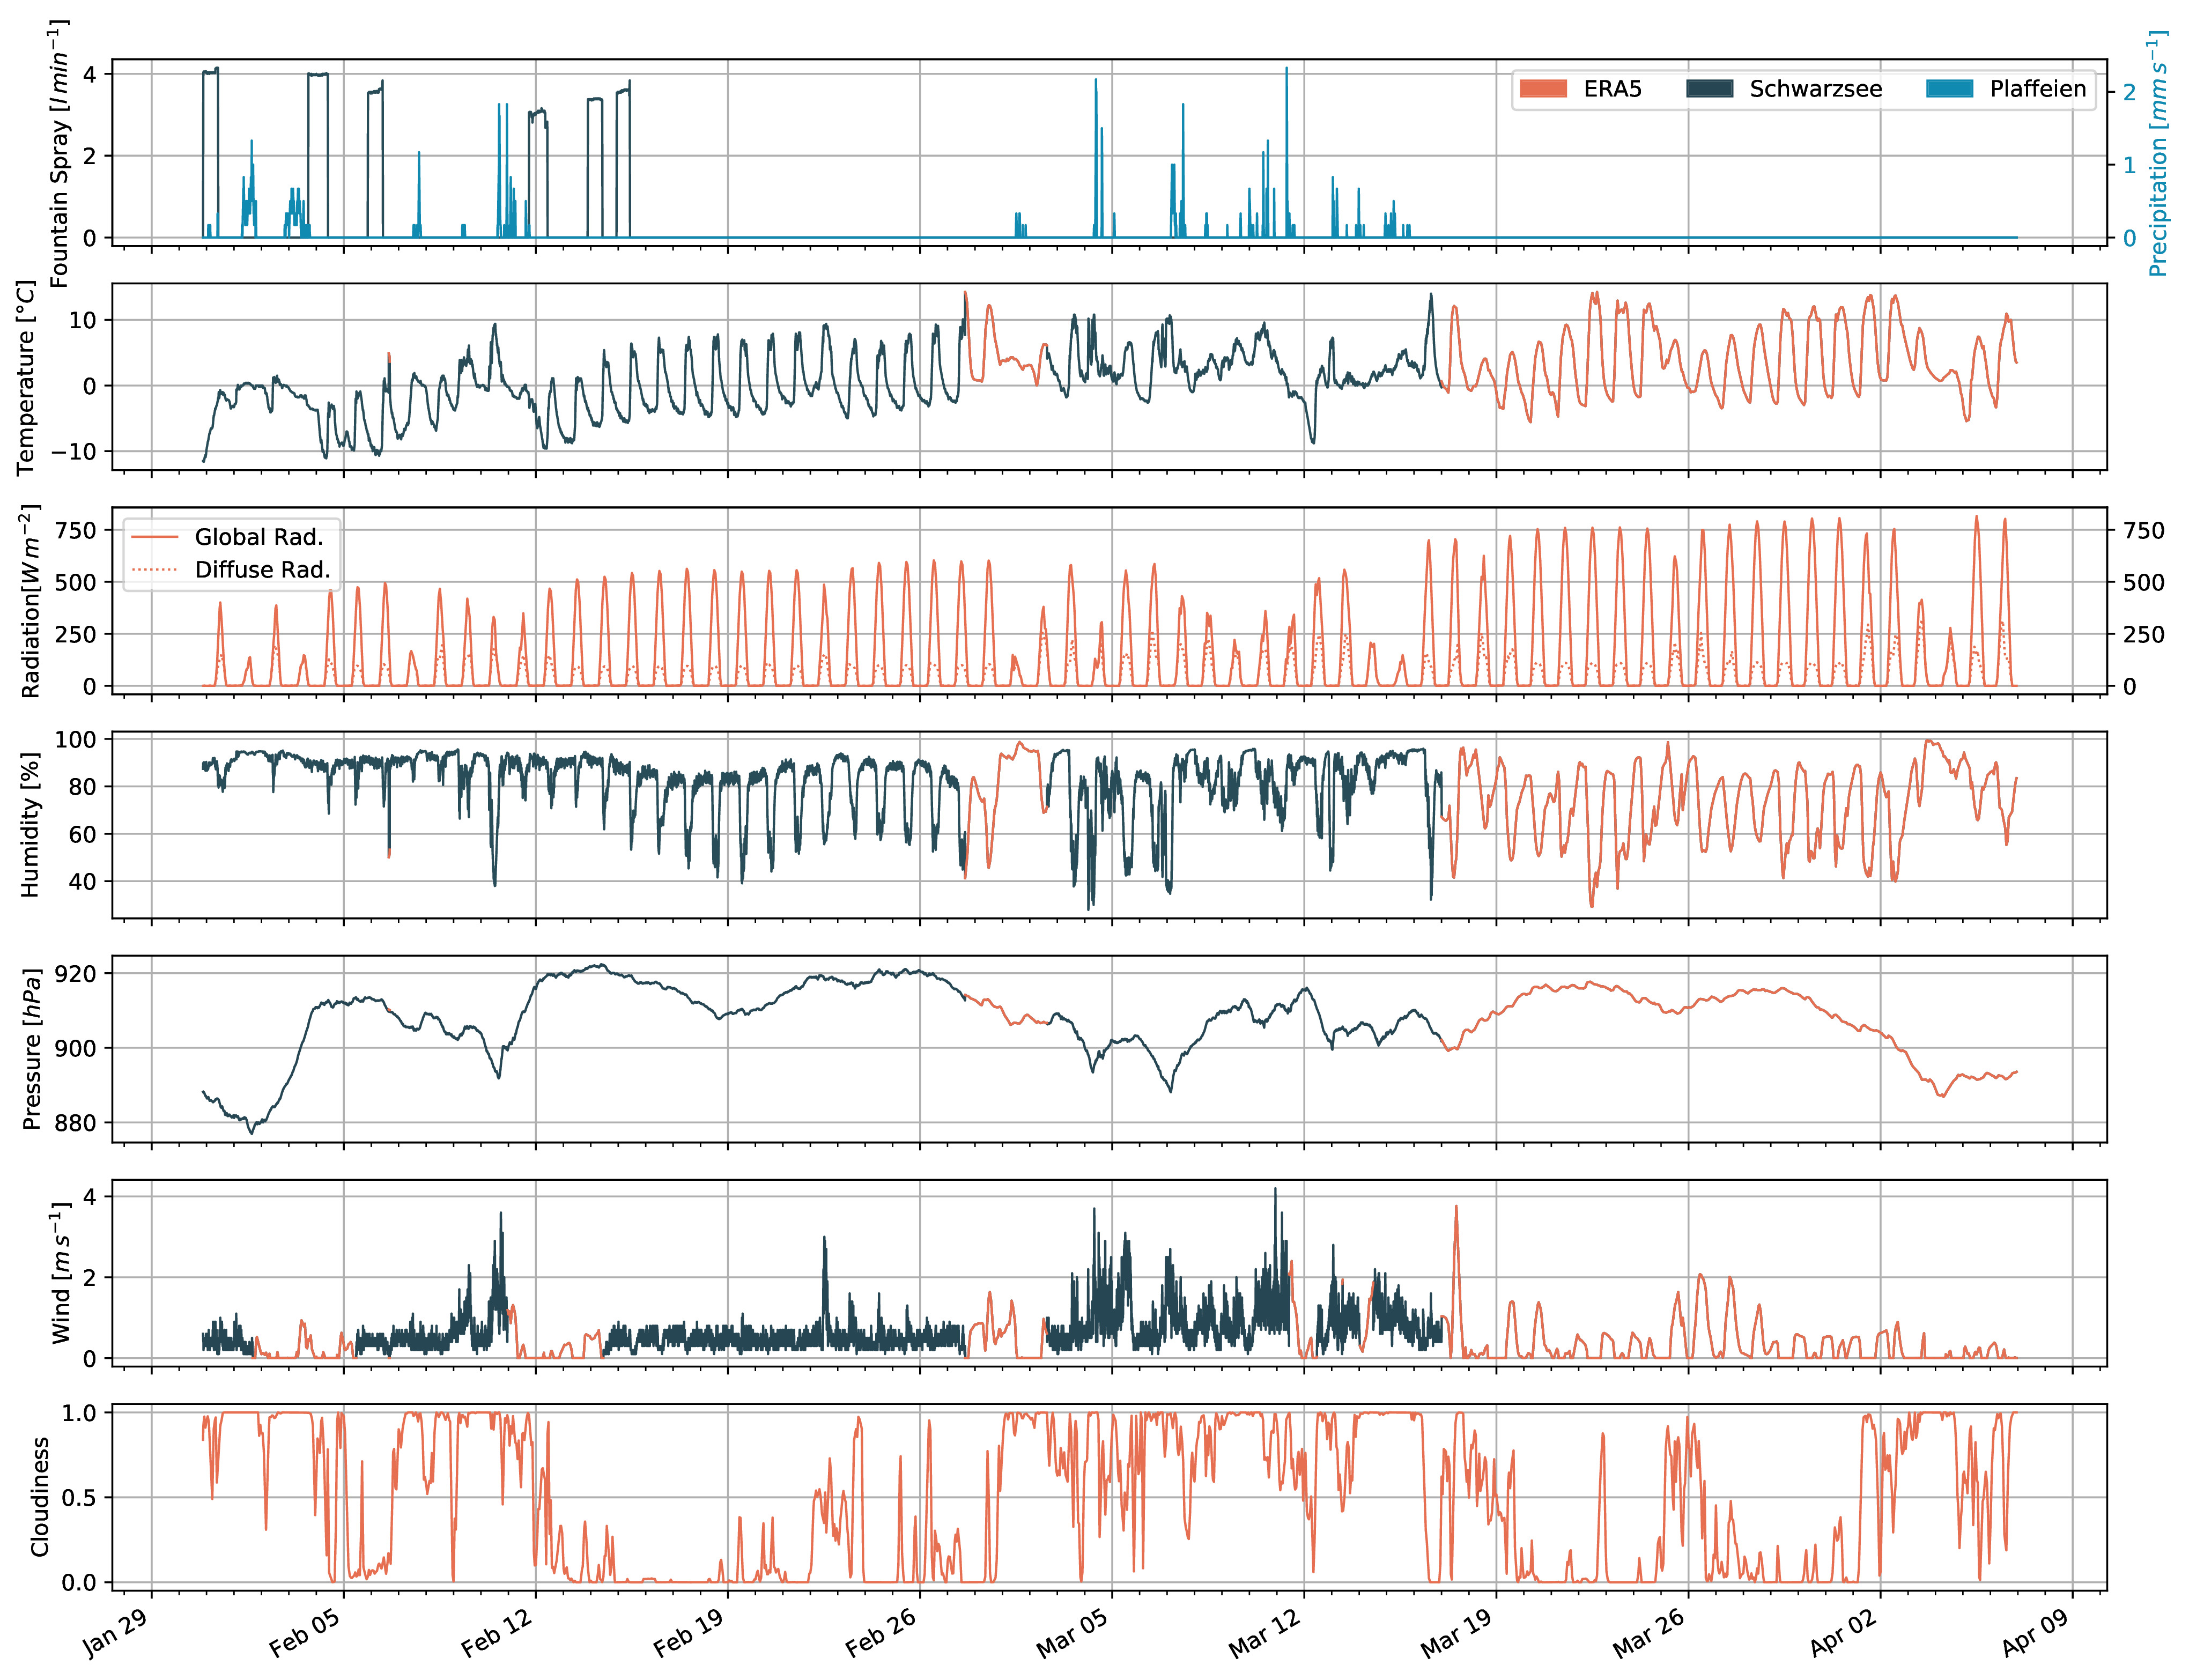 Fountain Spray [l min−1]
4
2
0
ERA5 Schwarzsee Plaffeien
2
1
0
Precipitation [mm s−1]
Temperature [°C]
10
0
−10
Radiation[W m−2]
750
500
250
0
Global Rad.
Diffuse Rad.
750
500
250
0
Humidity [%]
100
80
60
40
Pressure [hPa]
920
900
880
Wind [m s−1]
4
2
0
Cloudiness
1.0
0.5
0.0
Jan 29 Feb 05 Feb 12 Feb 19 Feb 26 Mar 05 Mar 12 Mar 19 Mar 26 Apr 02 Apr 09